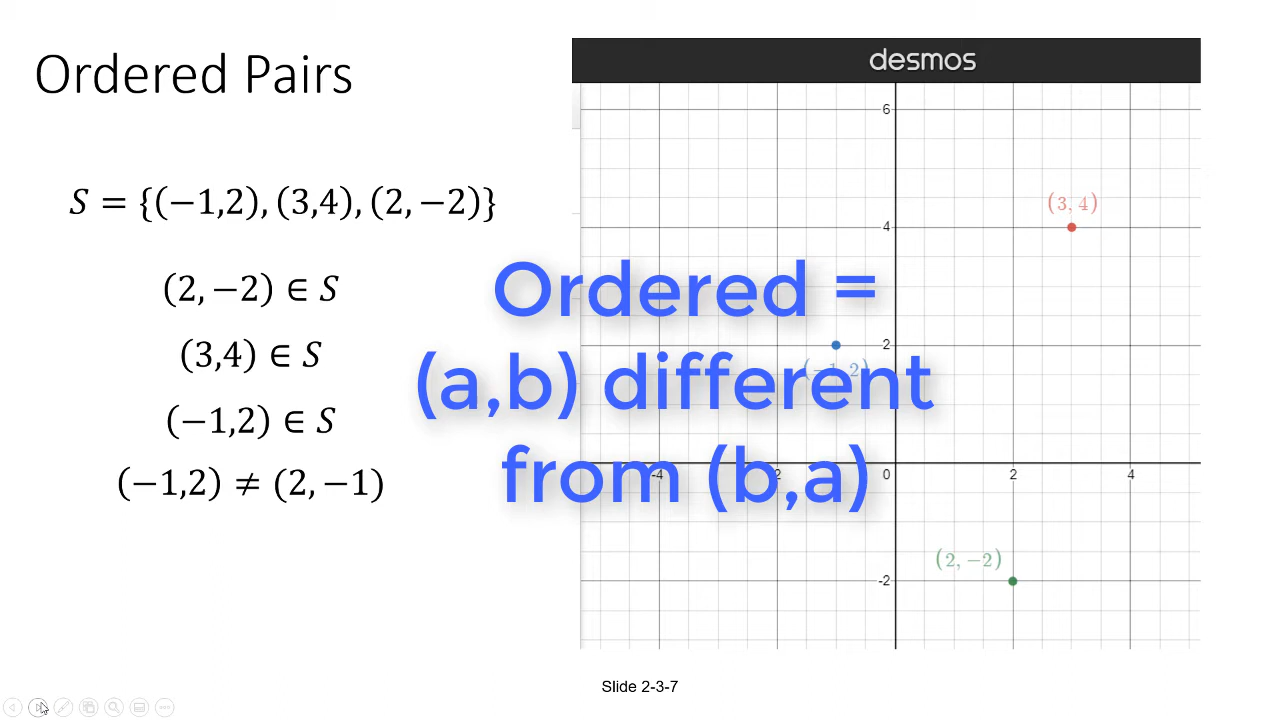 Ordered Pairs
𝑆 = {(−1,2), (3,4), (2, −2)}
(2, −2) ∈ 𝑆
(3,4) ∈ 𝑆
(−1,2) ∈ 𝑆
(−1,2) ≠ (2, −1)
desmos
6
(3, 4)
4
Ordered =
2
(−1, 2)
(a,b) different
from (b,a)
-4 0 2 4
(2, −2)
-2
Slide 2-3-7